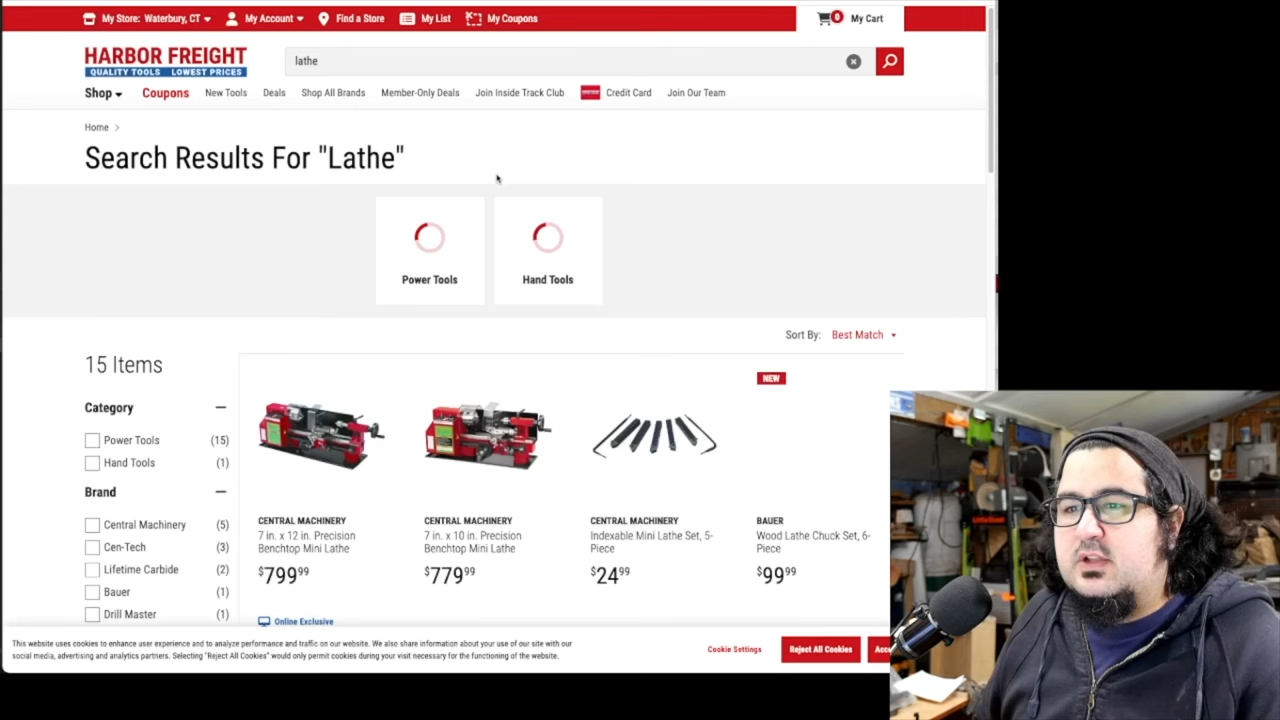 My Store: Waterbury, CT
My Account
Find a Store
My List
My Coupons
0
My Cart
HARBOR FREIGHT
QUALITY TOOLS LOWEST PRICES
lathe
Shop
Coupons
New Tools
Deals
Shop All Brands
Member-Only Deals
Join Inside Track Club
Credit Card
Join Our Team
Home
Search Results For "Lathe"
Power Tools
Hand Tools
Sort By: Best Match
15 Items
Category
Power Tools (15)
Hand Tools (1)
Brand
Central Machinery (5)
Cen-Tech (3)
Lifetime Carbide (2)
Bauer (1)
Drill Master (1)
CENTRAL MACHINERY
7 in. x 12 in. Precision
Benchtop Mini Lathe
$799.99
Online Exclusive
CENTRAL MACHINERY
7 in. x 10 in. Precision
Benchtop Mini Lathe
$779.99
CENTRAL MACHINERY
Indexable Mini Lathe Set, 5-
Piece
$24.99
NEW
BAUER
Wood Lathe Chuck Set, 6-
Piece
$99.99
This website uses cookies to enhance user experience and to analyze performance and traffic on our website. We also share information about your use of our site with our
social media, advertising and analytics partners. Selecting "Reject All Cookies" would only permit cookies during your visit necessary for the functioning of the website.
Cookie Settings
Reject All Cookies
Acc